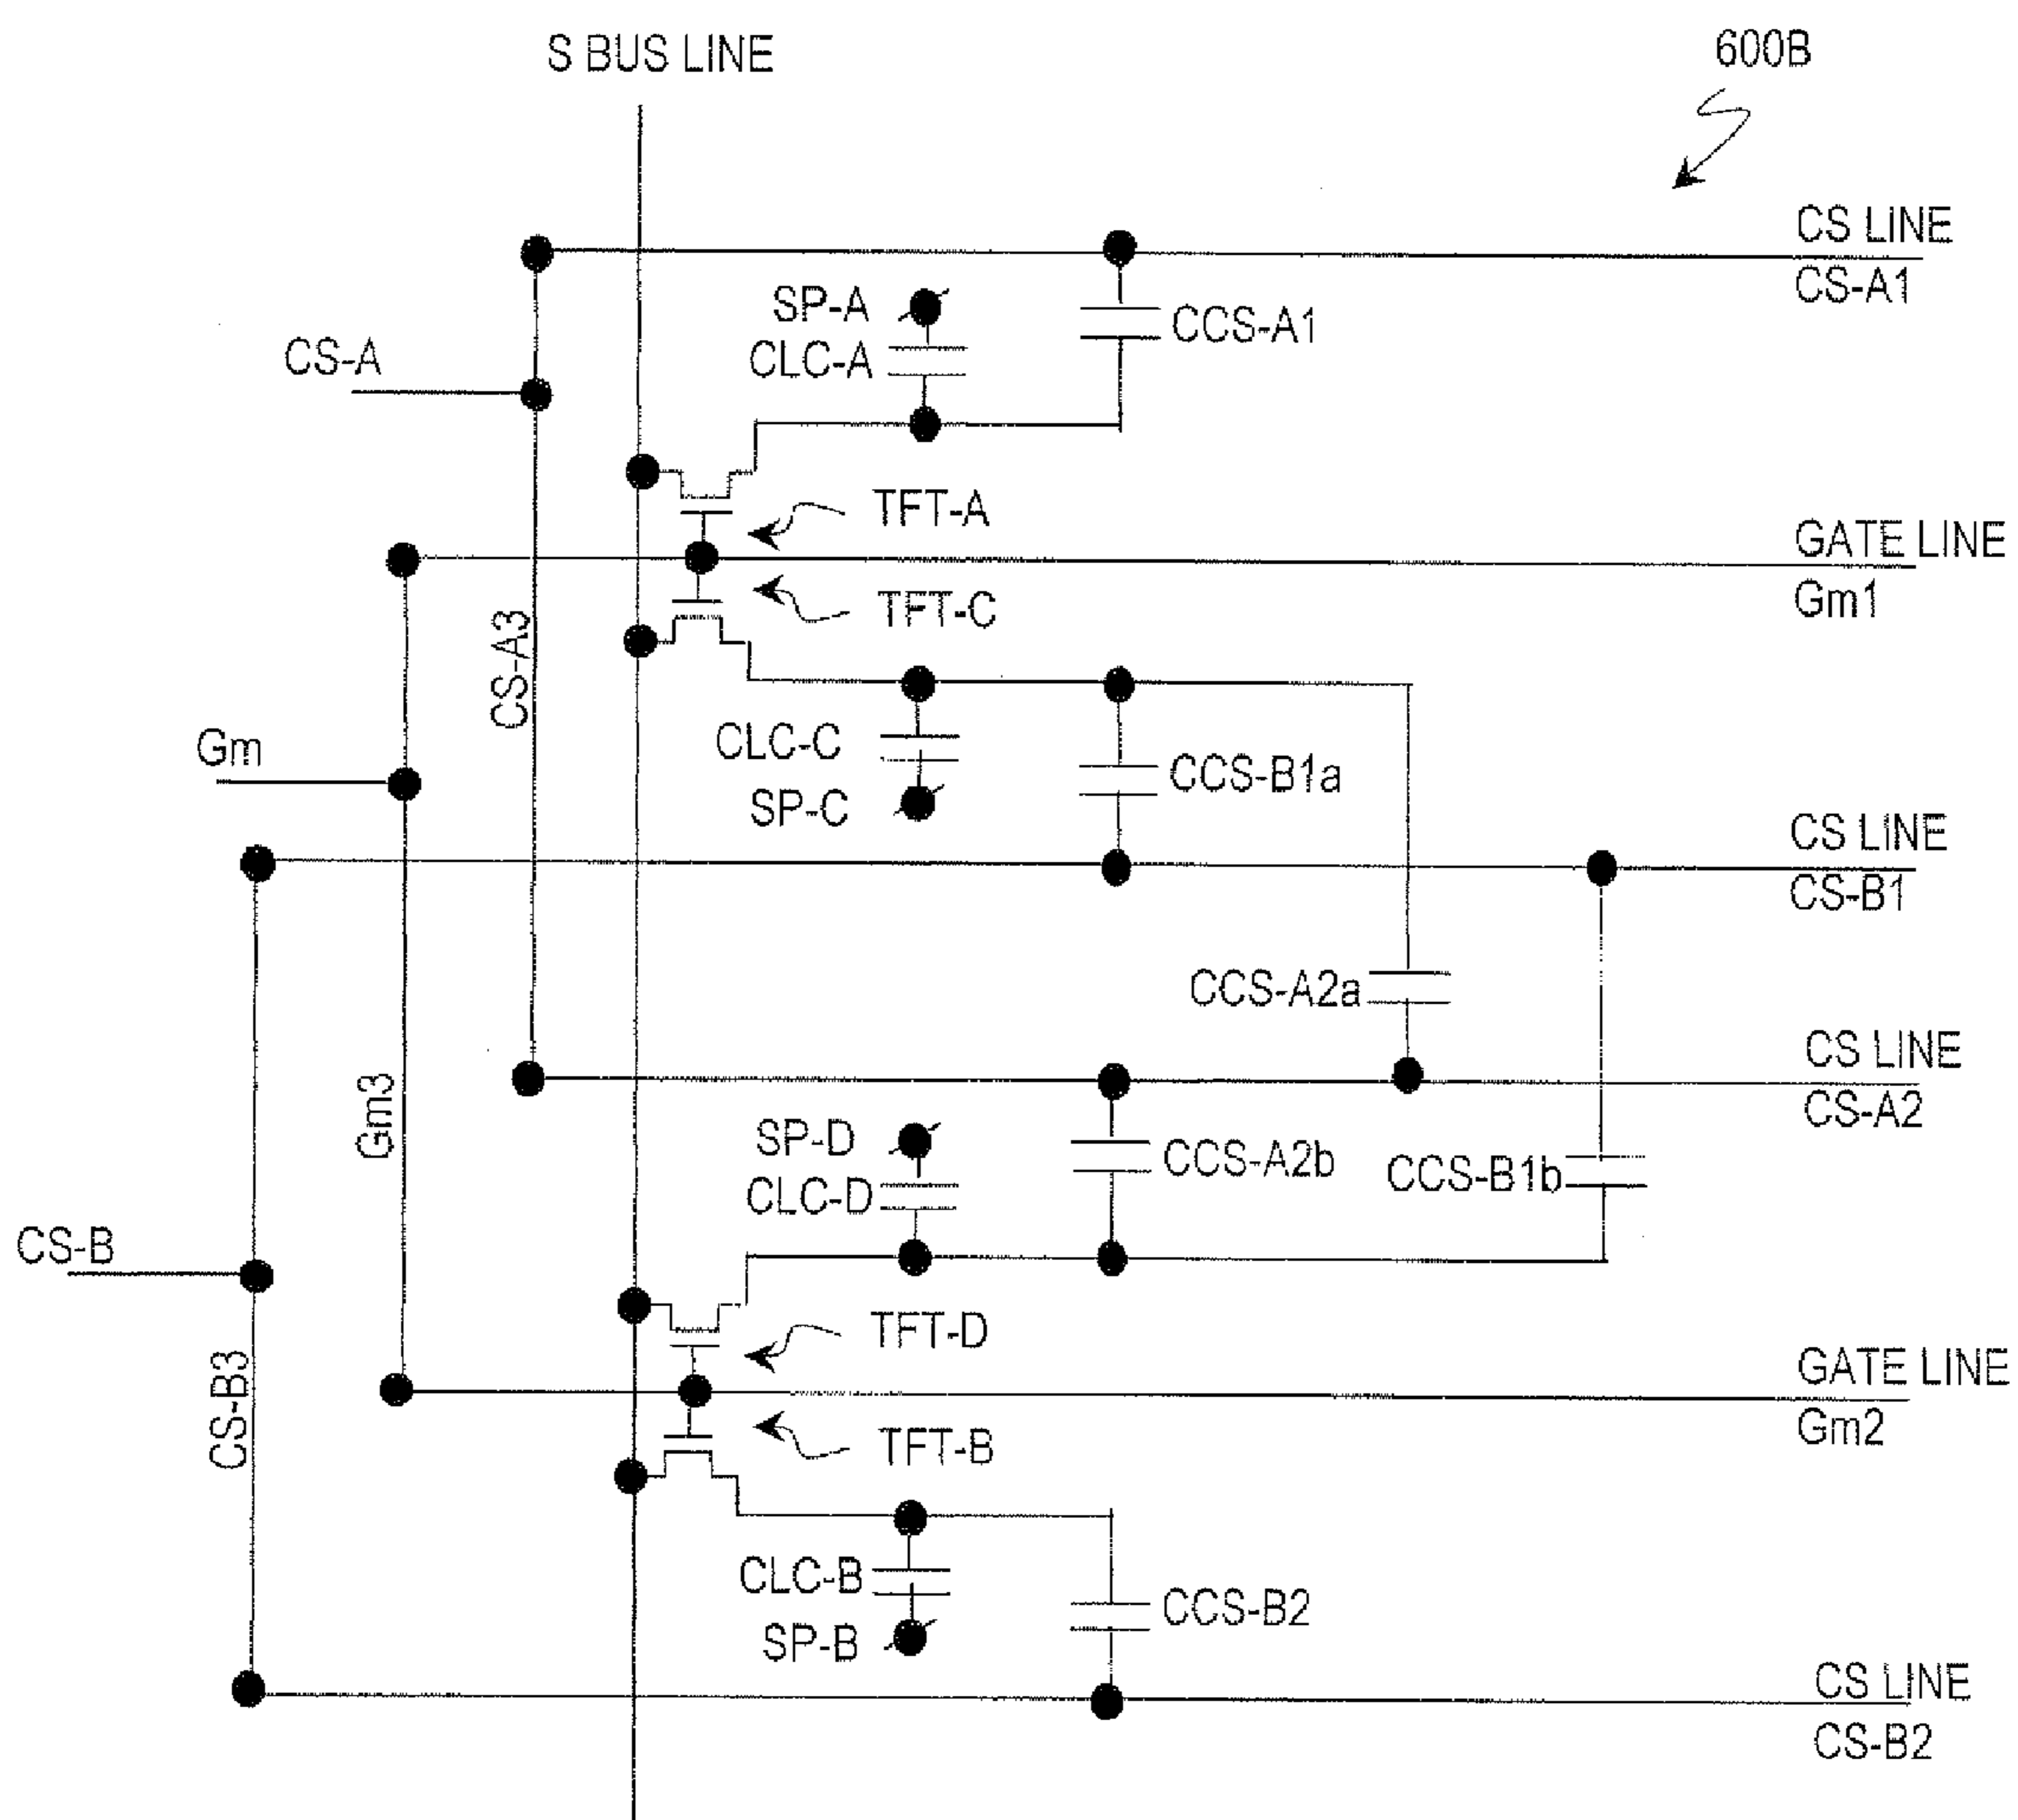 S BUS LINE
600B
CS LINE
CS-A1
SP-A
CLC-A
CCS-A1
CS-A
TFT-A
GATE LINE
Gm1
TFT-C
CS-A3
CLC-C
SP-C
CCS-B1a
Gm
CS LINE
CS-B1
CCS-A2a
CS LINE
CS-A2
Gm3
SP-D
CLC-D
CCS-A2b
CCS-B1b
CS-B
TFT-D
GATE LINE
Gm2
CS-B3
TFT-B
CLC-B
SP-B
CCS-B2
CS LINE
CS-B2